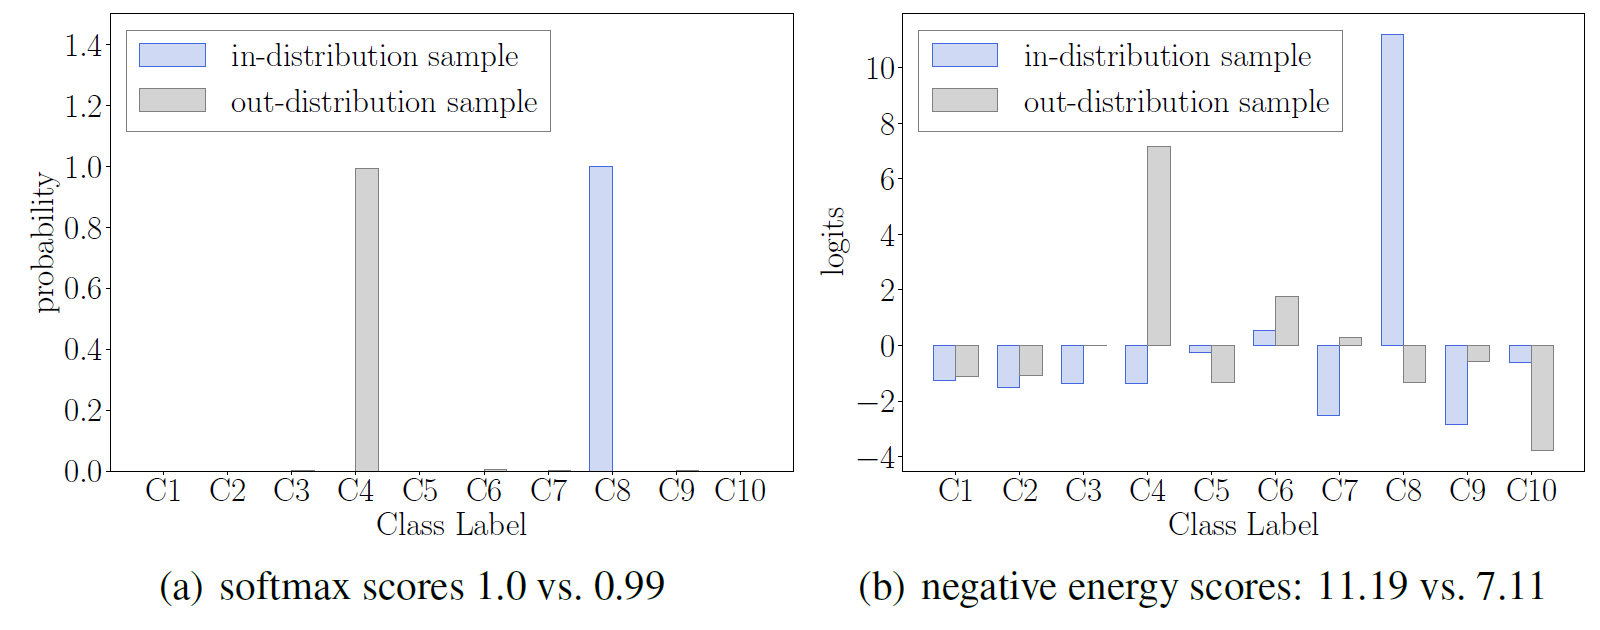 in-distribution sample
out-distribution sample
1.4
1.2
1.0
0.8
0.6
0.4
0.2
0.0
probability
C1 C2 C3 C4 C5 C6 C7 C8 C9 C10
Class Label
(a) softmax scores 1.0 vs. 0.99
in-distribution sample
out-distribution sample
10
8
6
4
2
0
−2
−4
logits
C1 C2 C3 C4 C5 C6 C7 C8 C9 C10
Class Label
(b) negative energy scores: 11.19 vs. 7.11